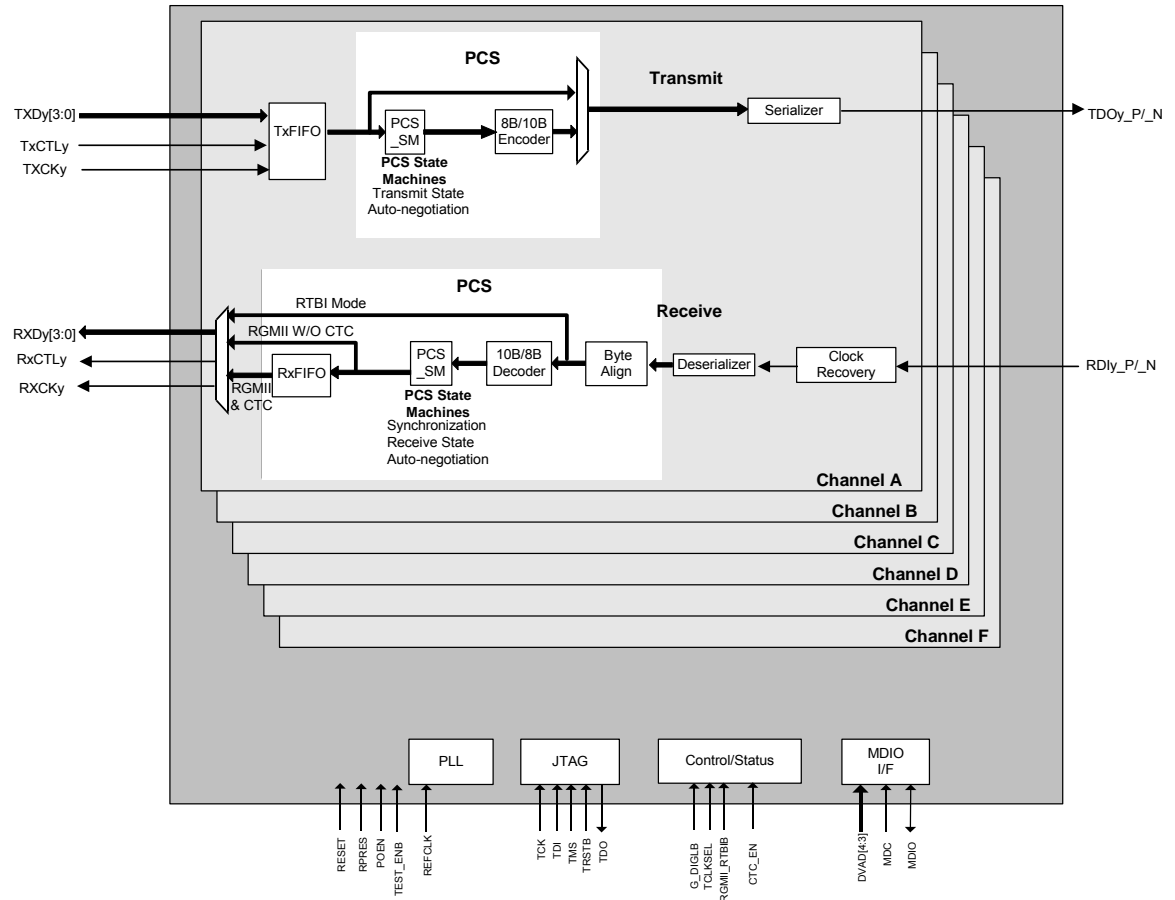 PCS
Transmit
TXDy[3:0]
TxCTLy
TXCKy
TxFIFO
PCS
_SM
8B/10B
Encoder
Serializer
TDOy_P/_N
PCS State
Machines
Transmit State
Auto-negotiation
PCS
Receive
RTBI Mode
RGMII W/O CTC
RXDy[3:0]
RxCTLy
RXCKy
RxFIFO
RGMII
& CTC
PCS
_SM
10B/8B
Decoder
Byte
Align
Deserializer
Clock
Recovery
RDIy_P/_N
PCS State
Machines
Synchronization
Receive State
Auto-negotiation
Channel A
Channel B
Channel C
Channel D
Channel E
Channel F
PLL
JTAG
Control/Status
MDIO
I/F
RESET
RPRES
POEN
TEST_ENB
REFCLK
TCK
TDI
TMS
TRSTB
TDO
G_DIGLB
TCLKSEL
RGMII_RTBIB
CTC_EN
DVAD[4:3]
MDC
MDIO